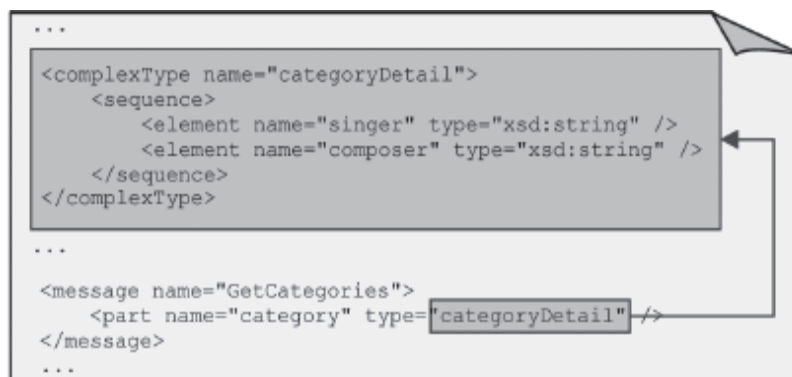 ...
<complexType name="categoryDetail">
<sequence>
<element name="singer" type="xsd:string" />
<element name="composer" type="xsd:string" />
</sequence>
</complexType>
...
<message name="GetCategories">
<part name="category" type="categoryDetail" />
</message>
...